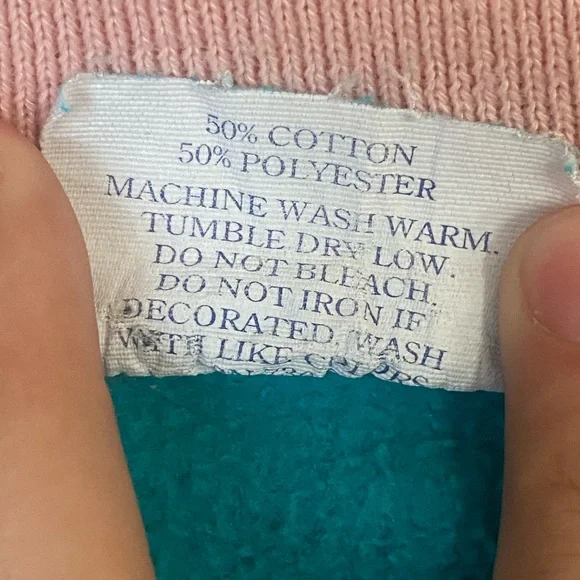 50% COTTON
50% POLYESTER
MACHINE WASH WARM.
TUMBLE DRY LOW.
DO NOT BLEACH.
DO NOT IRON IF
DECORATED, WASH
WITH LIKE COLORS